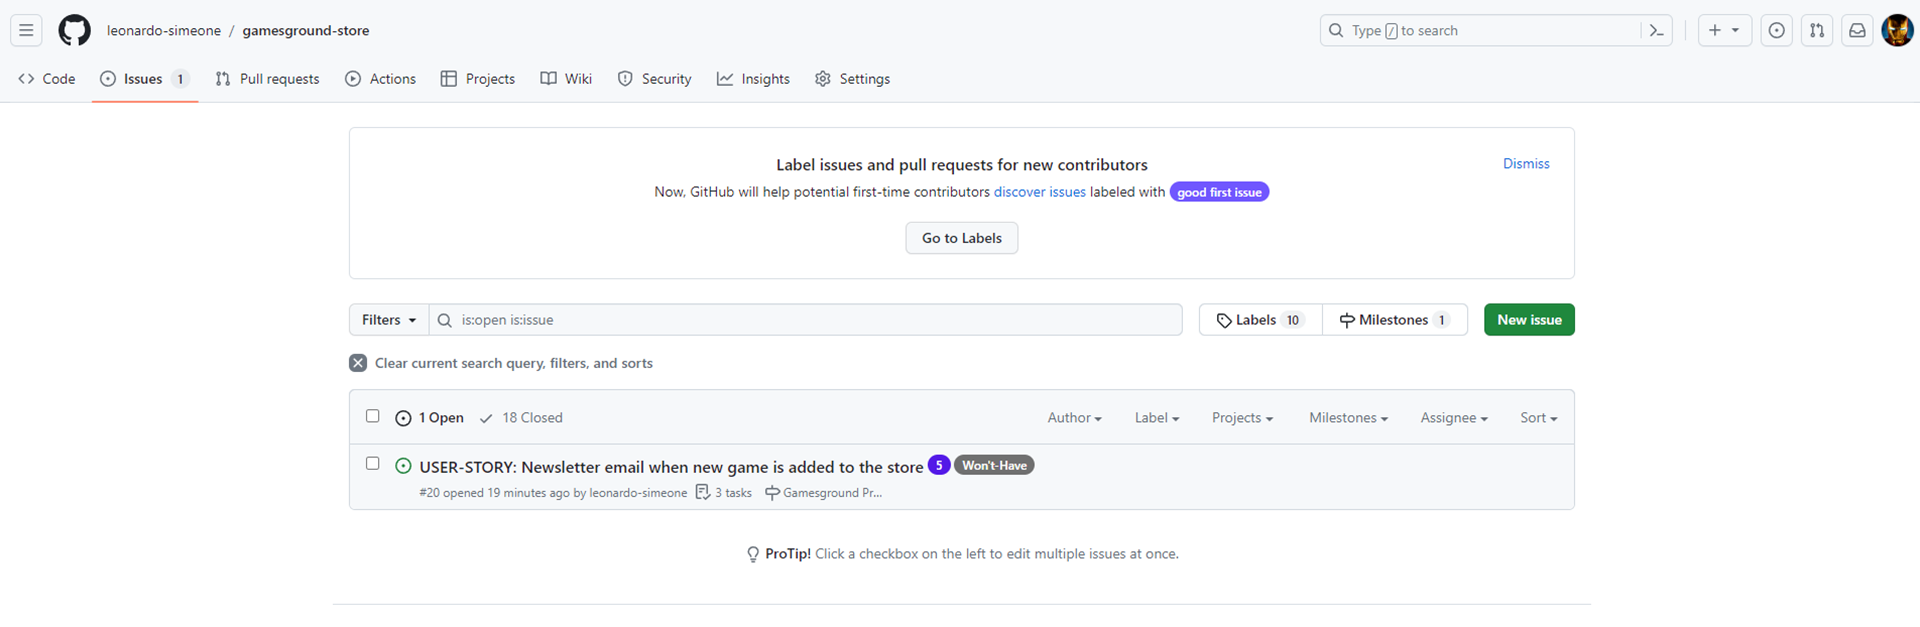 leonardo-simeone / gamesground-store
Type / to search
Code
Issues 1
Pull requests
Actions
Projects
Wiki
Security
Insights
Settings
Label issues and pull requests for new contributors
Dismiss
Now, GitHub will help potential first-time contributors discover issues labeled with good first issue
Go to Labels
Filters
is:open is:issue
Labels 10
Milestones 1
New issue
Clear current search query, filters, and sorts
1 Open
18 Closed
Author
Label
Projects
Milestones
Assignee
Sort
USER-STORY: Newsletter email when new game is added to the store 5 Won't-Have
#20 opened 19 minutes ago by leonardo-simeone 3 tasks Gamesground Pr...
ProTip! Click a checkbox on the left to edit multiple issues at once.